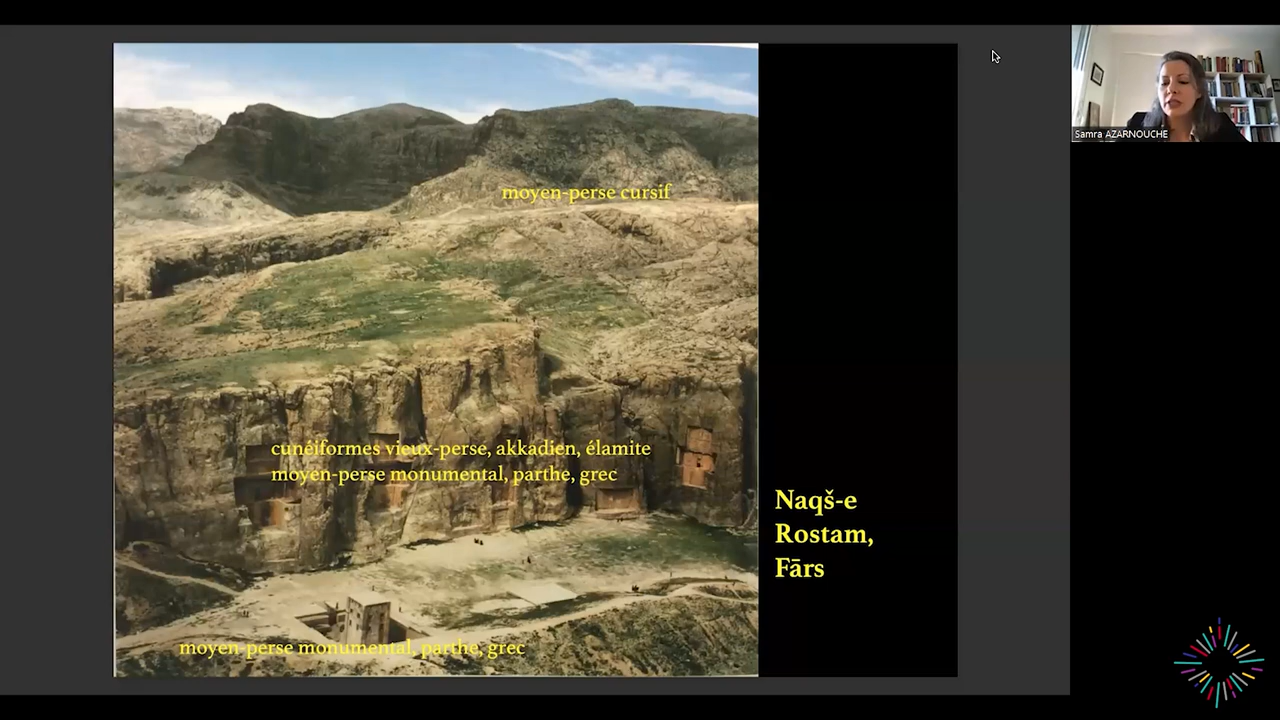 Samra AZARNOUCHE
moyen-perse cursif
cunéiformes vieux-perse, akkadien, élamite
moyen-perse monumental, parthe, grec
Naqš-e
Rostam,
Fārs
moyen-perse monumental, parthe, grec